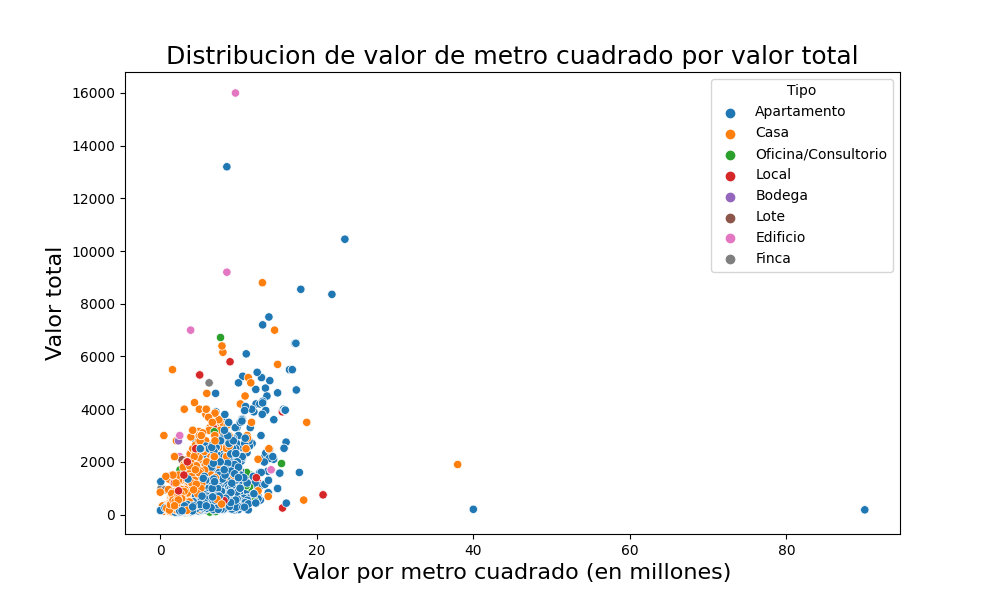 Distribucion de valor de metro cuadrado por valor total
Tipo
Apartamento
Casa
Oficina/Consultorio
Local
Bodega
Lote
Edificio
Finca
Valor total
16000
14000
12000
10000
8000
6000
4000
2000
0
0 20 40 60 80
Valor por metro cuadrado (en millones)